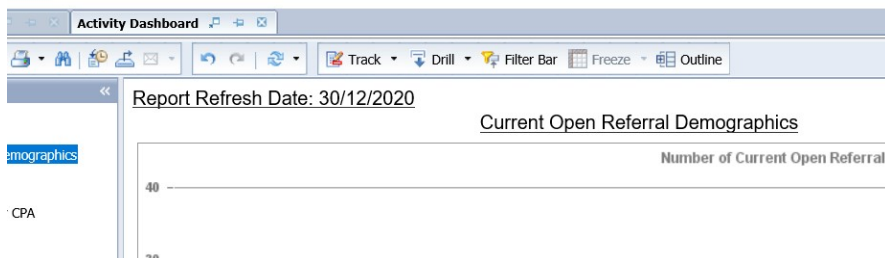 Activity Dashboard
Track Drill Filter Bar Freeze Outline
Report Refresh Date: 30/12/2020
Current Open Referral Demographics
emographics
Number of Current Open Referral
40
CPA